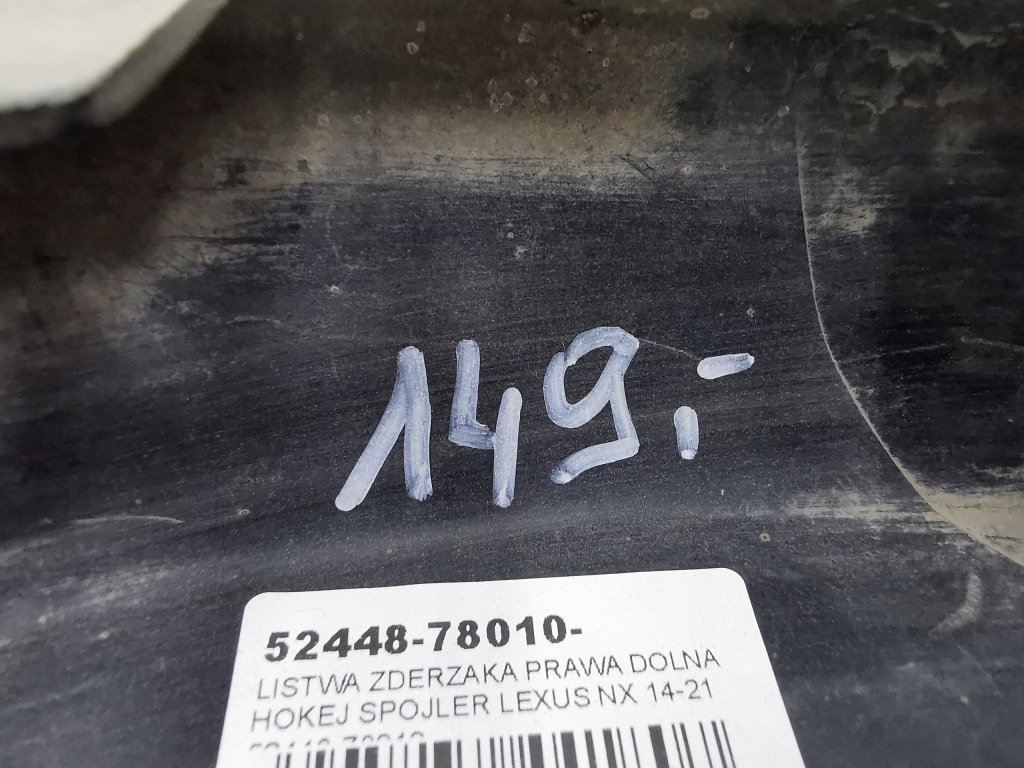 149,-
52448-78010-
LISTWA ZDERZAKA PRAWA DOLNA
HOKEJ SPOJLER LEXUS NX 14-21